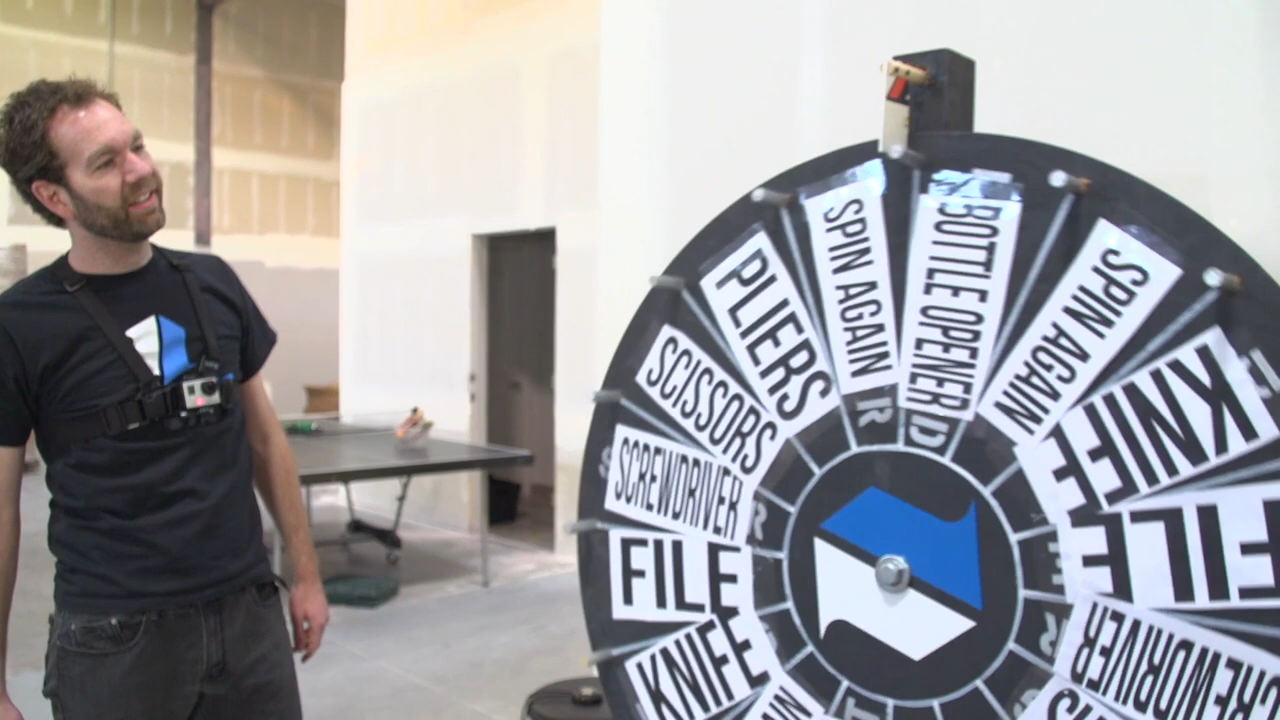 SPIN AGAIN
BOTTLE OPENER
SPIN AGAIN
PLIERS
KNIFE
SCISSORS
SCREWDRIVER
FILE
FILE
KNIFE
R
D
R
SCREWDRIVER